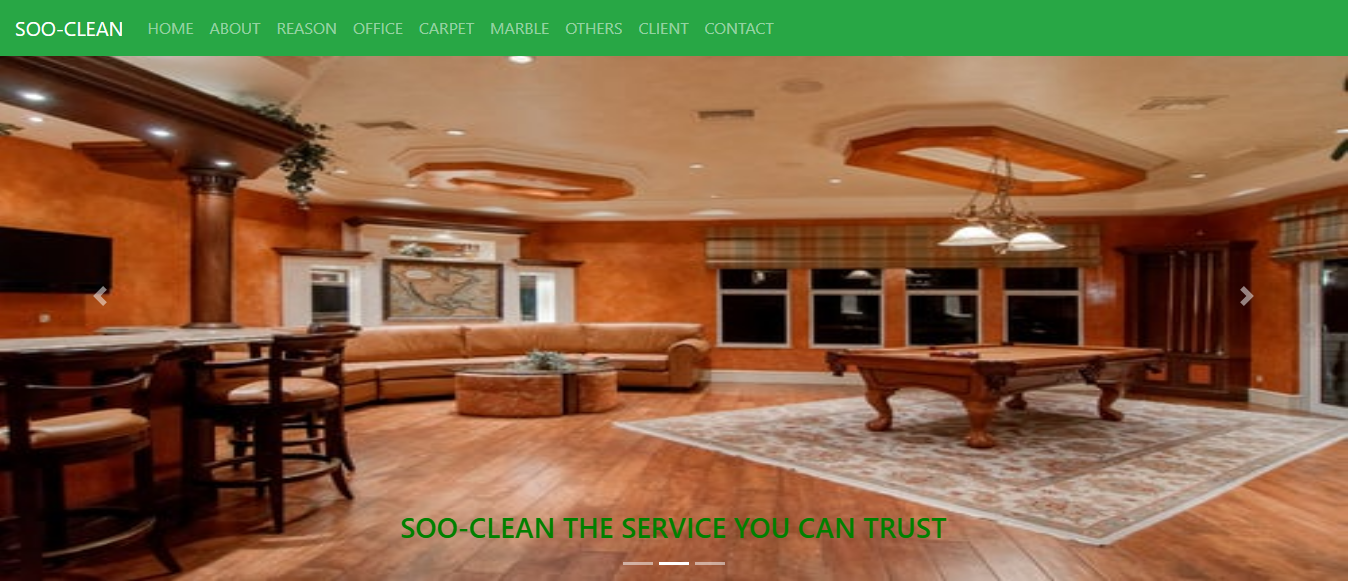 SOO-CLEAN HOME ABOUT REASON OFFICE CARPET MARBLE OTHERS CLIENT CONTACT
SOO-CLEAN THE SERVICE YOU CAN TRUST